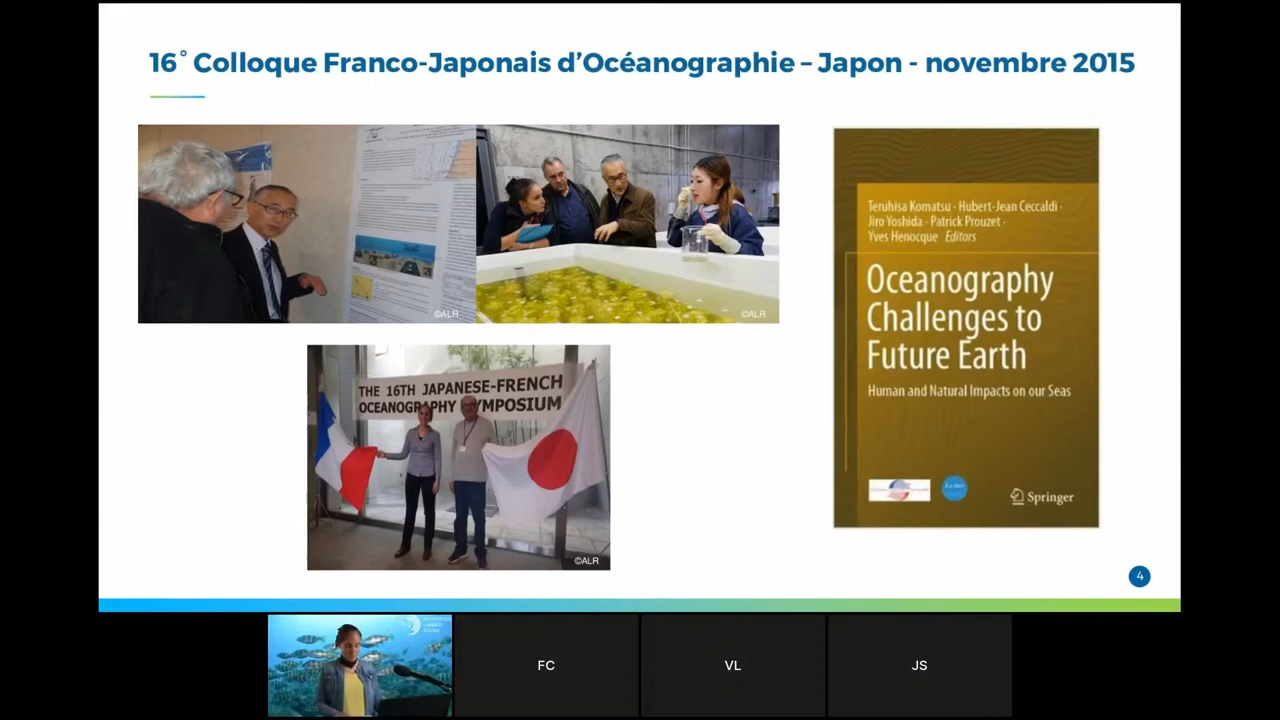 16° Colloque Franco-Japonais d'Océanographie – Japon - novembre 2015
©ALR
©ALR
THE 16TH JAPANESE-FRENCH
OCEANOGRAPHY SYMPOSIUM
©ALR
Teruhisa Komatsu · Hubert-Jean Ceccaldi ·
Jiro Yoshida · Patrick Prouzet ·
Yves Henocque Editors
Oceanography
Challenges to
Future Earth
Human and Natural Impacts on our Seas
Springer
4
FC
VL
JS